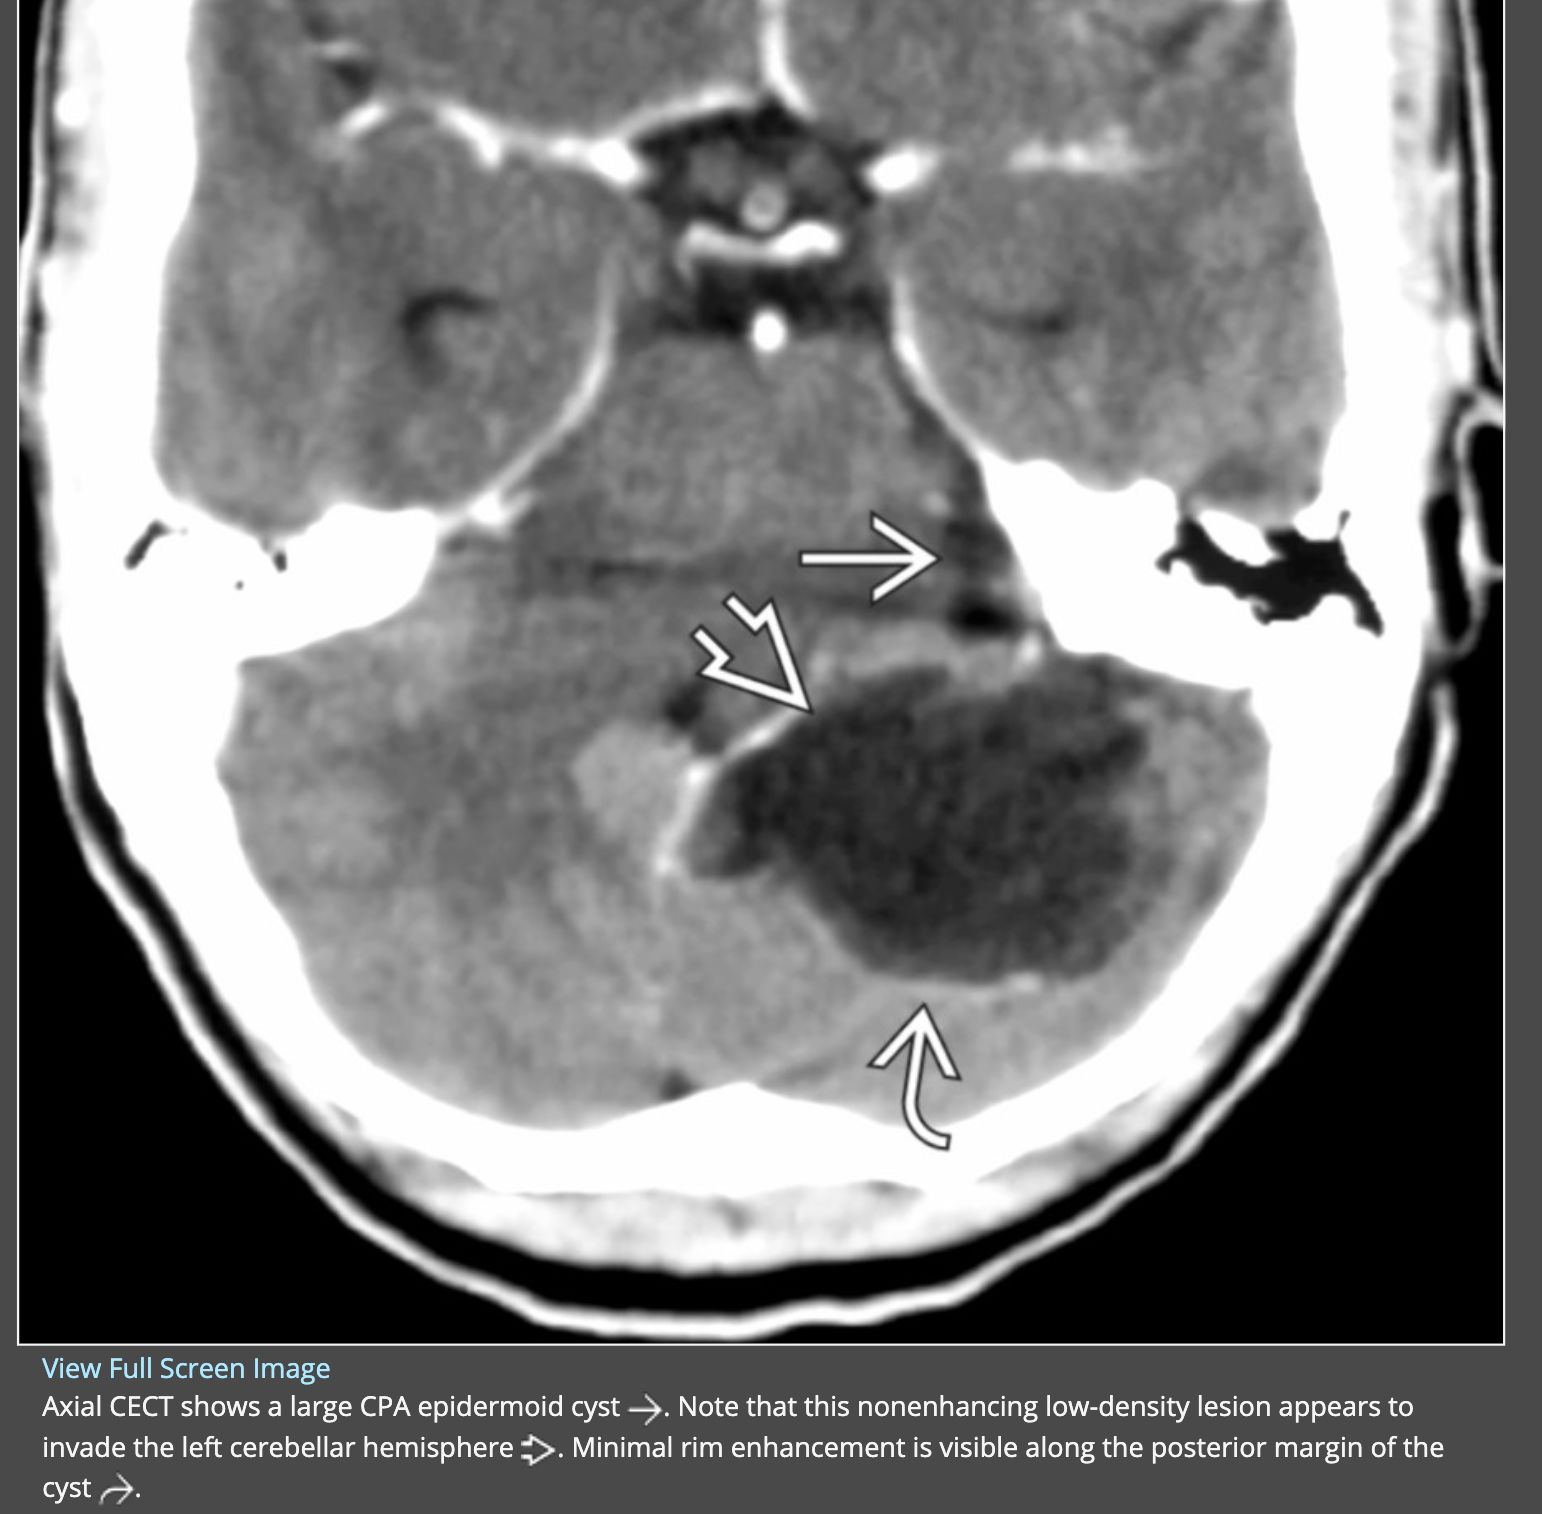 View Full Screen Image
Axial CECT shows a large CPA epidermoid cyst →. Note that this nonenhancing low-density lesion appears to
invade the left cerebellar hemisphere ⇨. Minimal rim enhancement is visible along the posterior margin of the
cyst ↷.